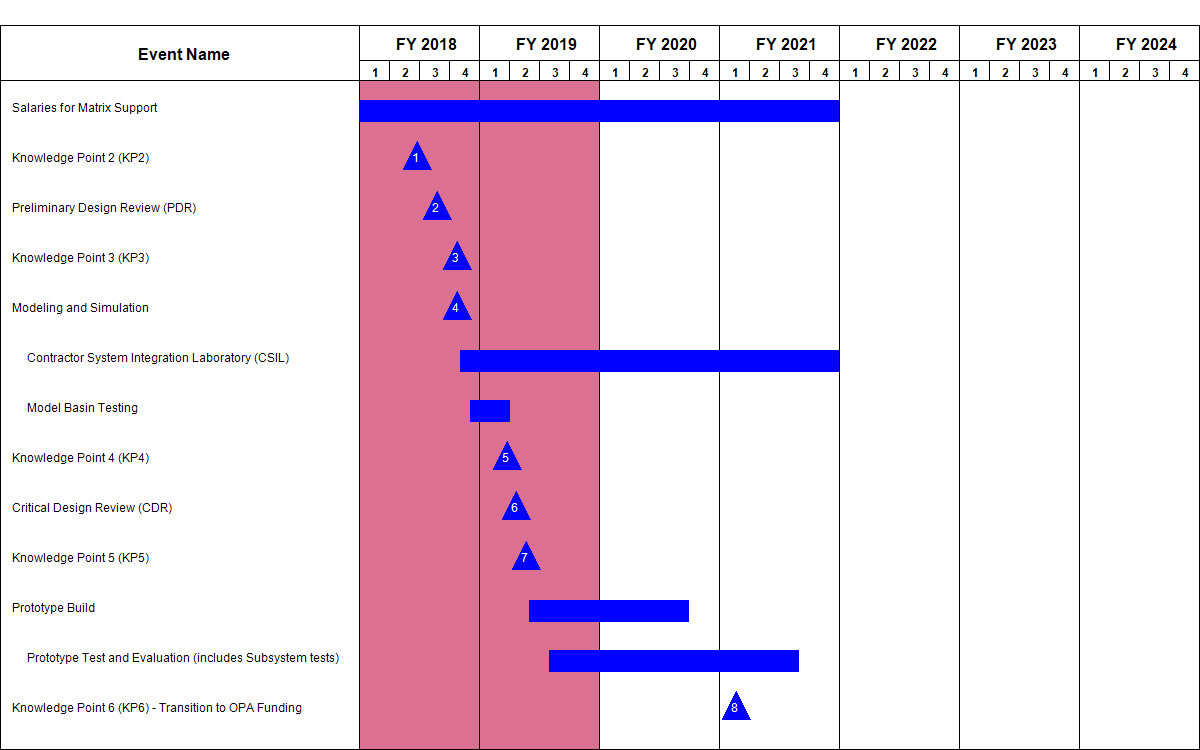 Event Name
FY 2018 FY 2019 FY 2020 FY 2021 FY 2022 FY 2023 FY 2024
1 2 3 4 1 2 3 4 1 2 3 4 1 2 3 4 1 2 3 4 1 2 3 4 1 2 3 4
Salaries for Matrix Support
Knowledge Point 2 (KP2) 1
Preliminary Design Review (PDR) 2
Knowledge Point 3 (KP3) 3
Modeling and Simulation 4
Contractor System Integration Laboratory (CSIL)
Model Basin Testing
Knowledge Point 4 (KP4) 5
Critical Design Review (CDR) 6
Knowledge Point 5 (KP5) 7
Prototype Build
Prototype Test and Evaluation (includes Subsystem tests)
Knowledge Point 6 (KP6) - Transition to OPA Funding 8